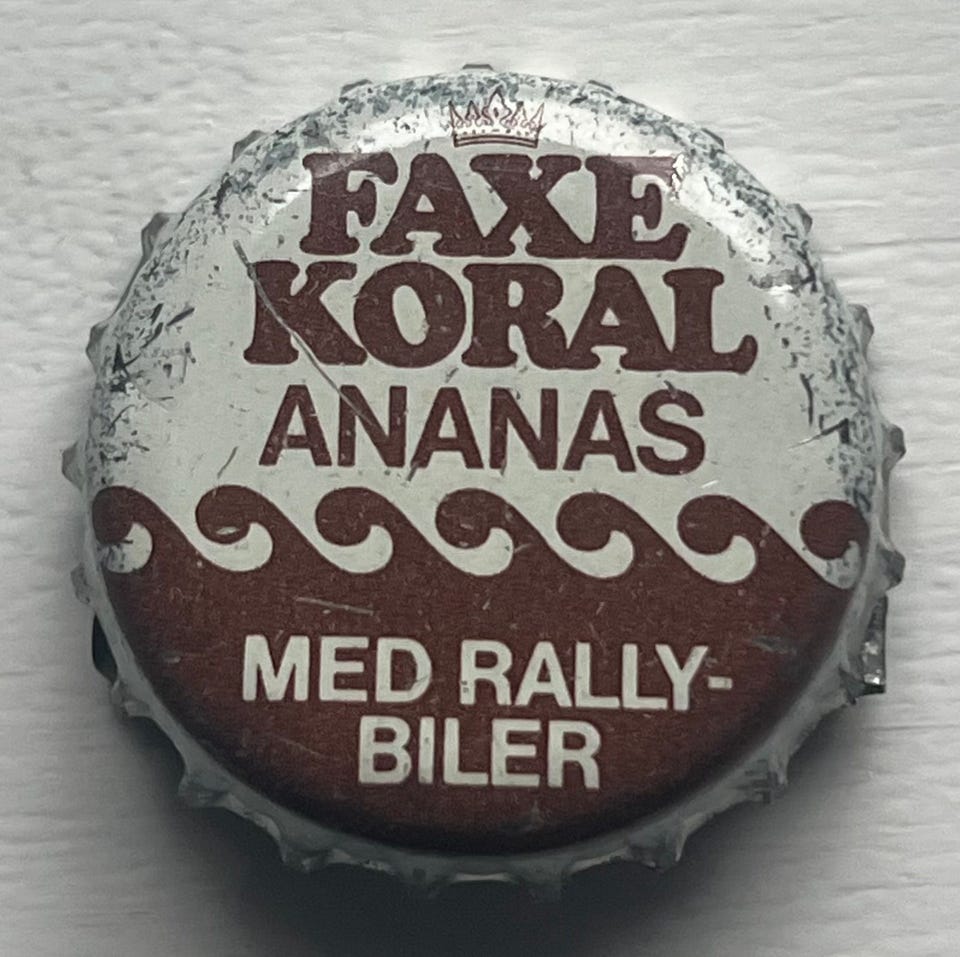 FAXE
KORAL
ANANAS
MED RALLY-
BILER